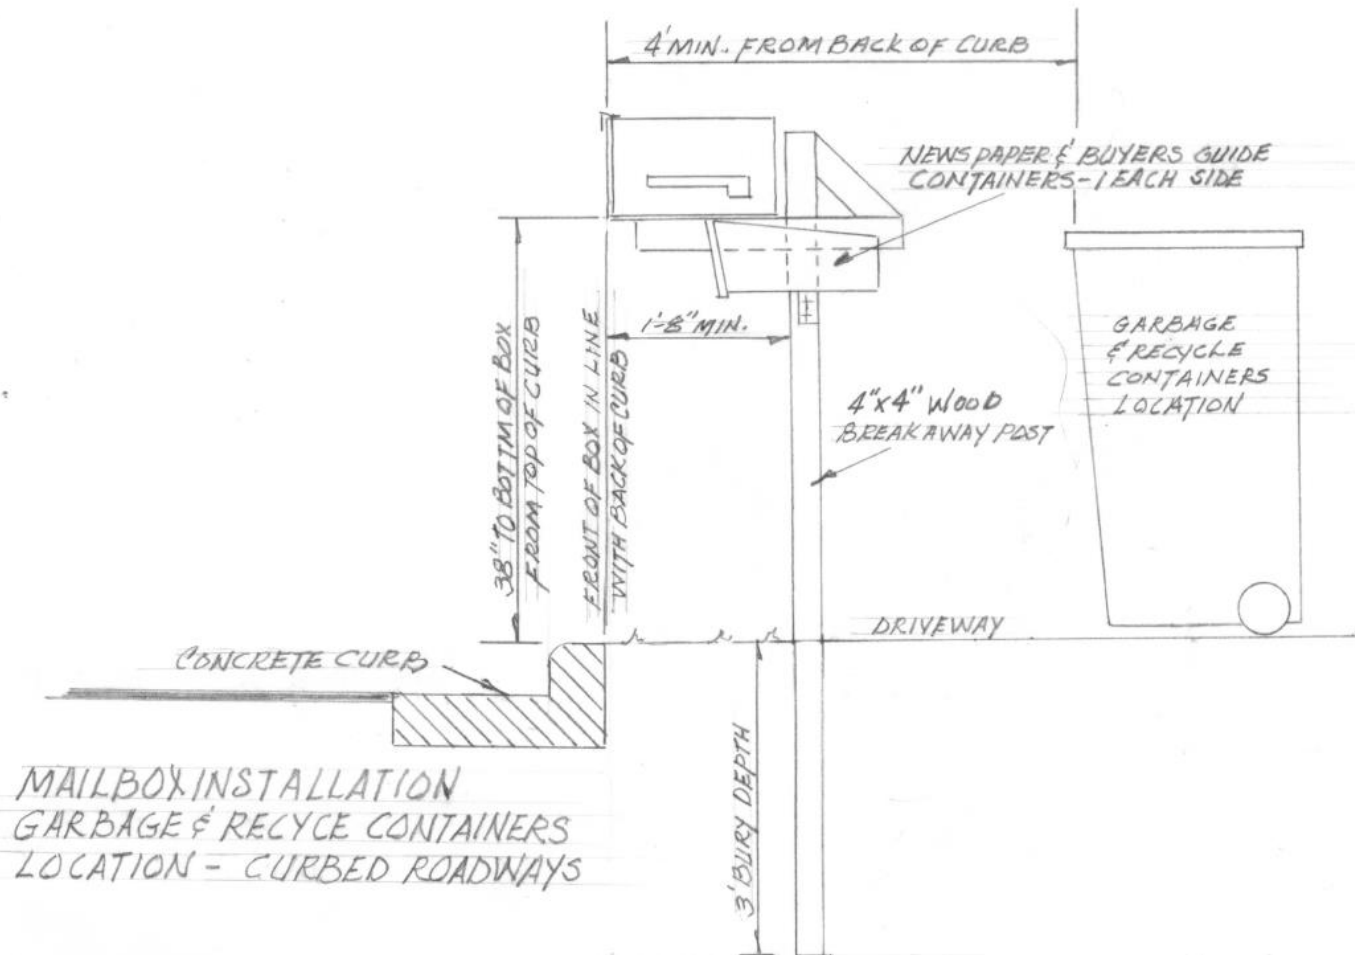 4' MIN. FROM BACK OF CURB
NEWSPAPER & BUYERS GUIDE
CONTAINERS - 1 EACH SIDE
38" TO BOTTM OF BOX
FROM TOP OF CURB
FRONT OF BOX IN LINE
WITH BACK OF CURB
1'-8" MIN.
GARBAGE
& RECYCLE
CONTAINERS
LOCATION
4"x4" WOOD
BREAKAWAY POST
DRIVEWAY
CONCRETE CURB
3' BURY DEPTH
MAILBOX INSTALLATION
GARBAGE & RECYCE CONTAINERS
LOCATION - CURBED ROADWAYS